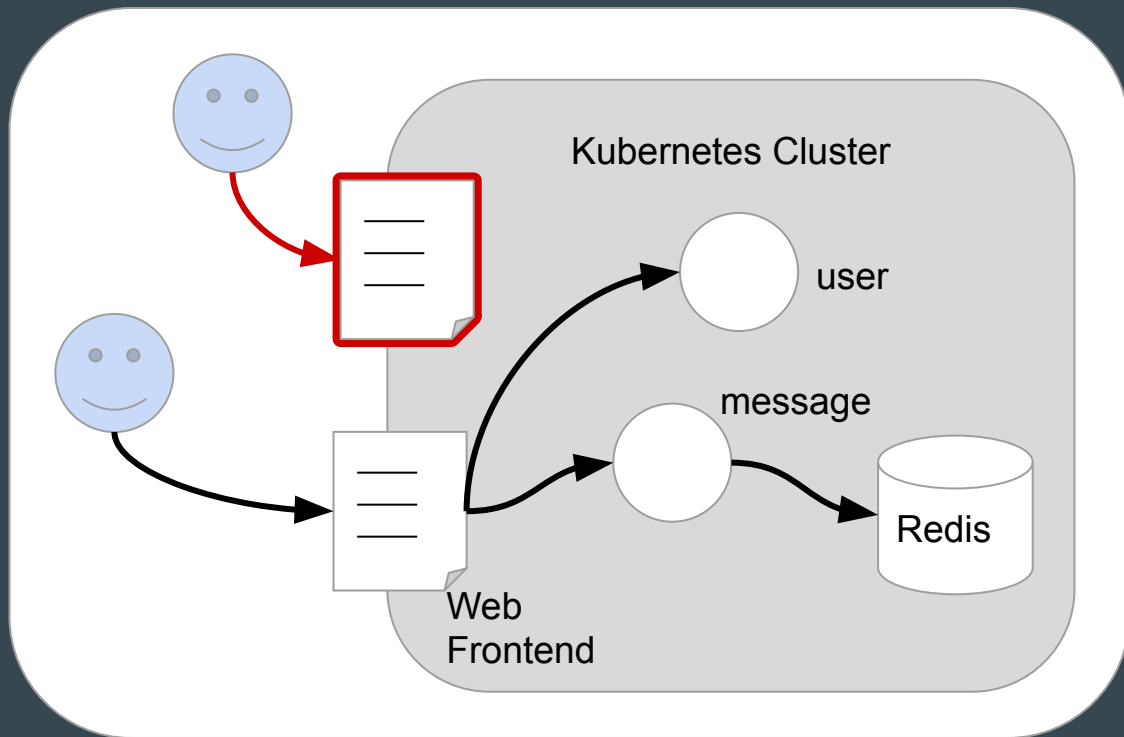 Kubernetes Cluster
user
message
Redis
Web
Frontend